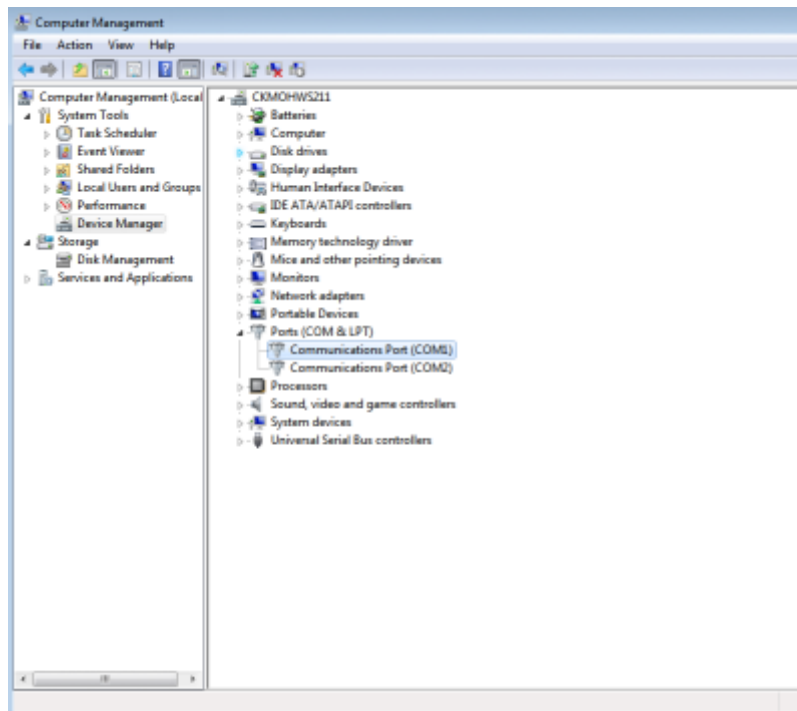 Computer Management
File Action View Help
Computer Management (Local
System Tools
Task Scheduler
Event Viewer
Shared Folders
Local Users and Groups
Performance
Device Manager
Storage
Disk Management
Services and Applications
CKMOHWS211
Batteries
Computer
Disk drives
Display adapters
Human Interface Devices
IDE ATA/ATAPI controllers
Keyboards
Memory technology driver
Mice and other pointing devices
Monitors
Network adapters
Portable Devices
Ports (COM & LPT)
Communications Port (COM1)
Communications Port (COM2)
Processors
Sound, video and game controllers
System devices
Universal Serial Bus controllers